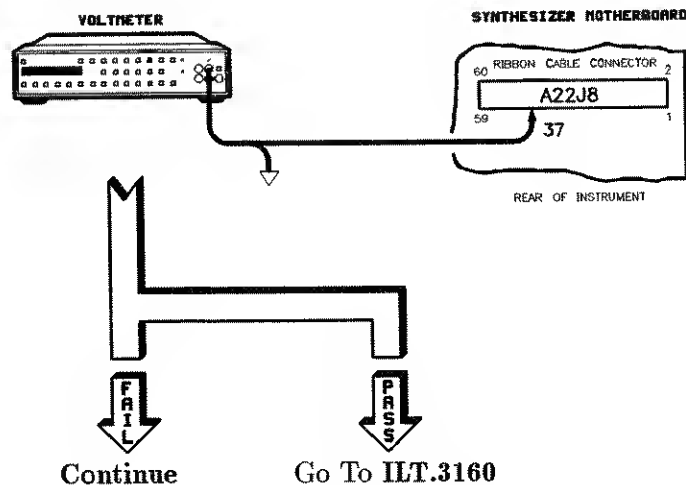 VOLTMETER
SYNTHESIZER MOTHERBOARD
60 RIBBON CABLE CONNECTOR 2
A22J8
59 1
37
REAR OF INSTRUMENT
FAIL
PASS
Continue
Go To ILT.3160